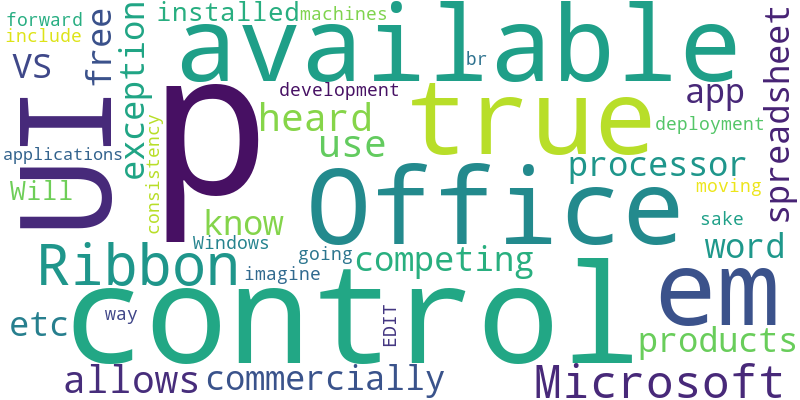 forward
installed
machines
available
include
br
VS
free
exception
spreadsheet
development
app
UI
p
heard
true
consistency
use
deployment
applications
processor
Will
Office
moving
know
sake
Windows
word
Ribbon
going
competing
imagine
em
control
way
etc
EDIT
products
allows
commercially
Microsoft